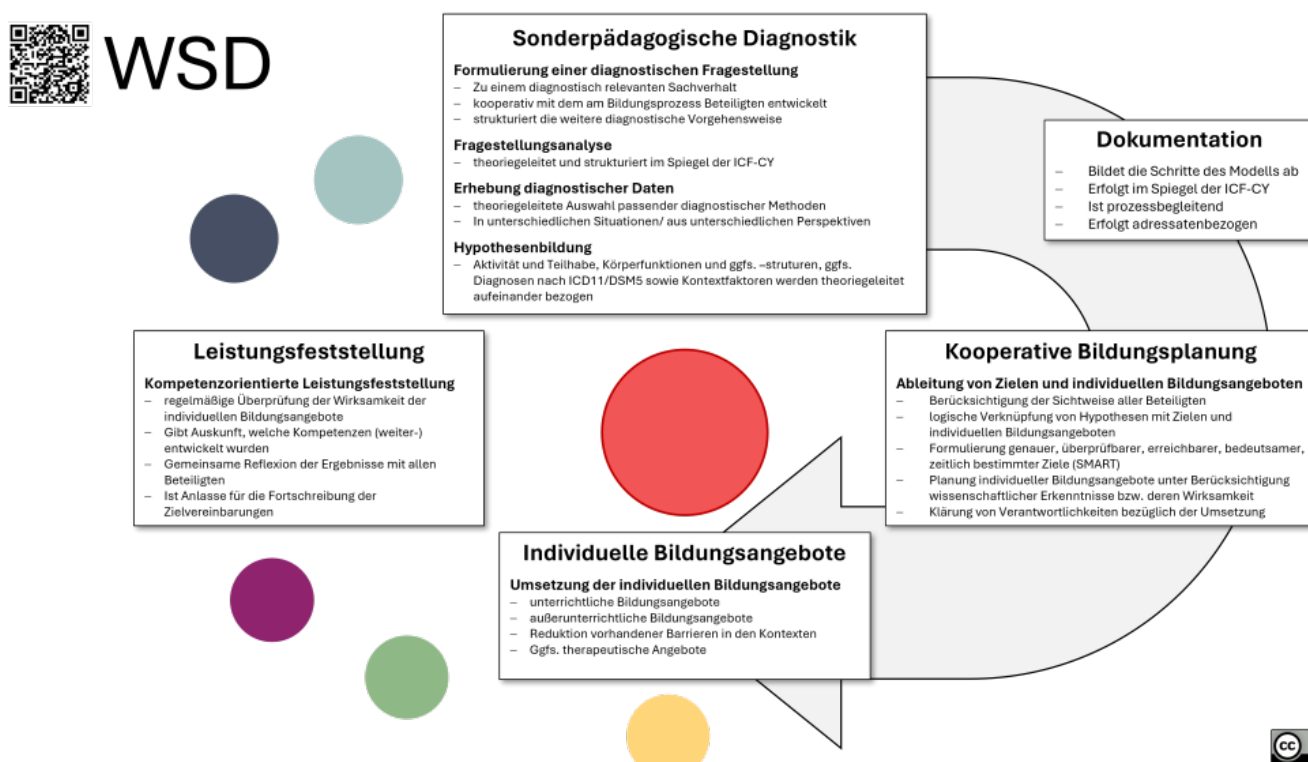 WSD
Sonderpädagogische Diagnostik
Formulierung einer diagnostischen Fragestellung
– Zu einem diagnostisch relevanten Sachverhalt
– kooperativ mit dem am Bildungsprozess Beteiligten entwickelt
– strukturiert die weitere diagnostische Vorgehensweise
Fragestellungsanalyse
– theoriegeleitet und strukturiert im Spiegel der ICF-CY
Erhebung diagnostischer Daten
– theoriegeleitete Auswahl passender diagnostischer Methoden
– In unterschiedlichen Situationen/ aus unterschiedlichen Perspektiven
Hypothesenbildung
– Aktivität und Teilhabe, Körperfunktionen und ggfs. –struturen, ggfs.
Diagnosen nach ICD11/DSM5 sowie Kontextfaktoren werden theoriegeleitet
aufeinander bezogen
Dokumentation
– Bildet die Schritte des Modells ab
– Erfolgt im Spiegel der ICF-CY
– Ist prozessbegleitend
– Erfolgt adressatenbezogen
Leistungsfeststellung
Kompetenzorientierte Leistungsfeststellung
– regelmäßige Überprüfung der Wirksamkeit der
individuellen Bildungsangebote
– Gibt Auskunft, welche Kompetenzen (weiter-)
entwickelt wurden
– Gemeinsame Reflexion der Ergebnisse mit allen
Beteiligten
– Ist Anlasse für die Fortschreibung der
Zielvereinbarungen
Kooperative Bildungsplanung
Ableitung von Zielen und individuellen Bildungsangeboten
– Berücksichtigung der Sichtweise aller Beteiligten
– logische Verknüpfung von Hypothesen mit Zielen und
individuellen Bildungsangeboten
– Formulierung genauer, überprüfbarer, erreichbarer, bedeutsamer,
zeitlich bestimmter Ziele (SMART)
– Planung individueller Bildungsangebote unter Berücksichtigung
wissenschaftlicher Erkenntnisse bzw. deren Wirksamkeit
– Klärung von Verantwortlichkeiten bezüglich der Umsetzung
Individuelle Bildungsangebote
Umsetzung der individuellen Bildungsangebote
– unterrichtliche Bildungsangebote
– außerunterrichtliche Bildungsangebote
– Reduktion vorhandener Barrieren in den Kontexten
– Ggfs. therapeutische Angebote
cc